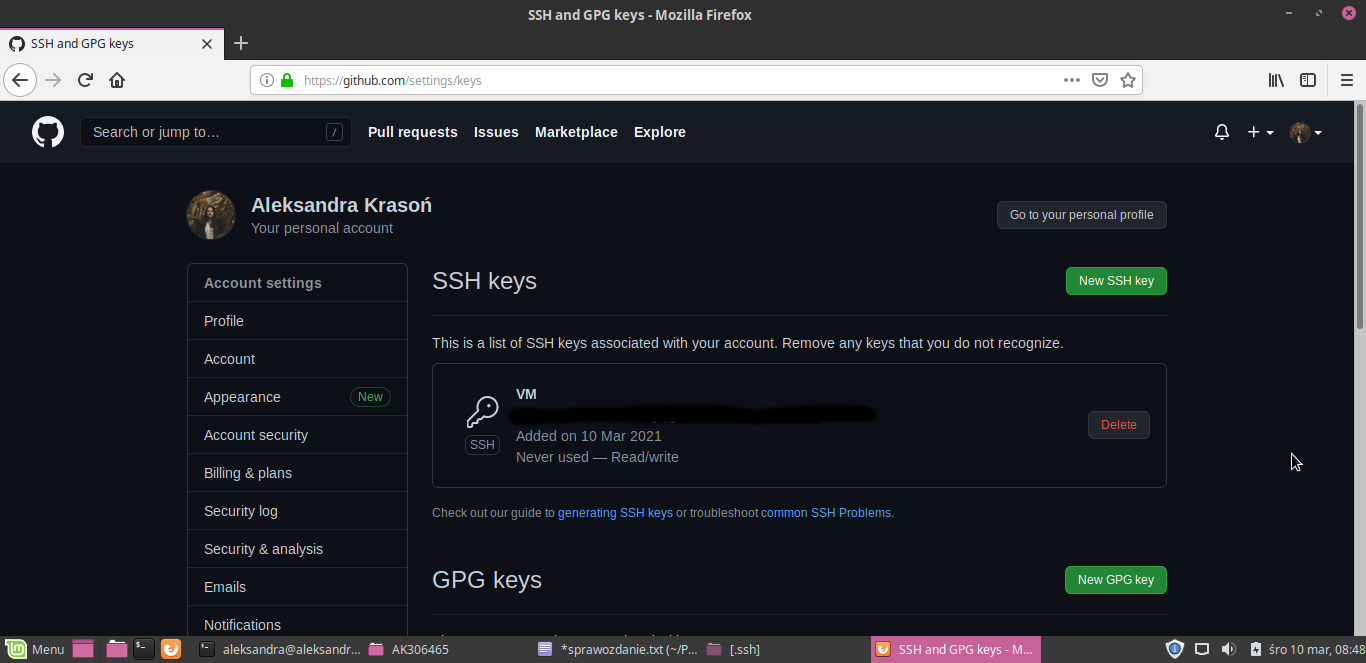 SSH and GPG keys - Mozilla Firefox
SSH and GPG keys
https://github.com/settings/keys
Search or jump to…
/
Pull requests
Issues
Marketplace
Explore
Aleksandra Krasoń
Your personal account
Go to your personal profile
Account settings
Profile
Account
Appearance
New
Account security
Billing & plans
Security log
Security & analysis
Emails
Notifications
SSH keys
New SSH key
This is a list of SSH keys associated with your account. Remove any keys that you do not recognize.
SSH
VM
Added on 10 Mar 2021
Never used — Read/write
Delete
Check out our guide to generating SSH keys or troubleshoot common SSH Problems.
GPG keys
New GPG key
Menu
aleksandra@aleksandr...
AK306465
*sprawozdanie.txt (~/P...
[.ssh]
SSH and GPG keys - M...
śro 10 mar, 08:48